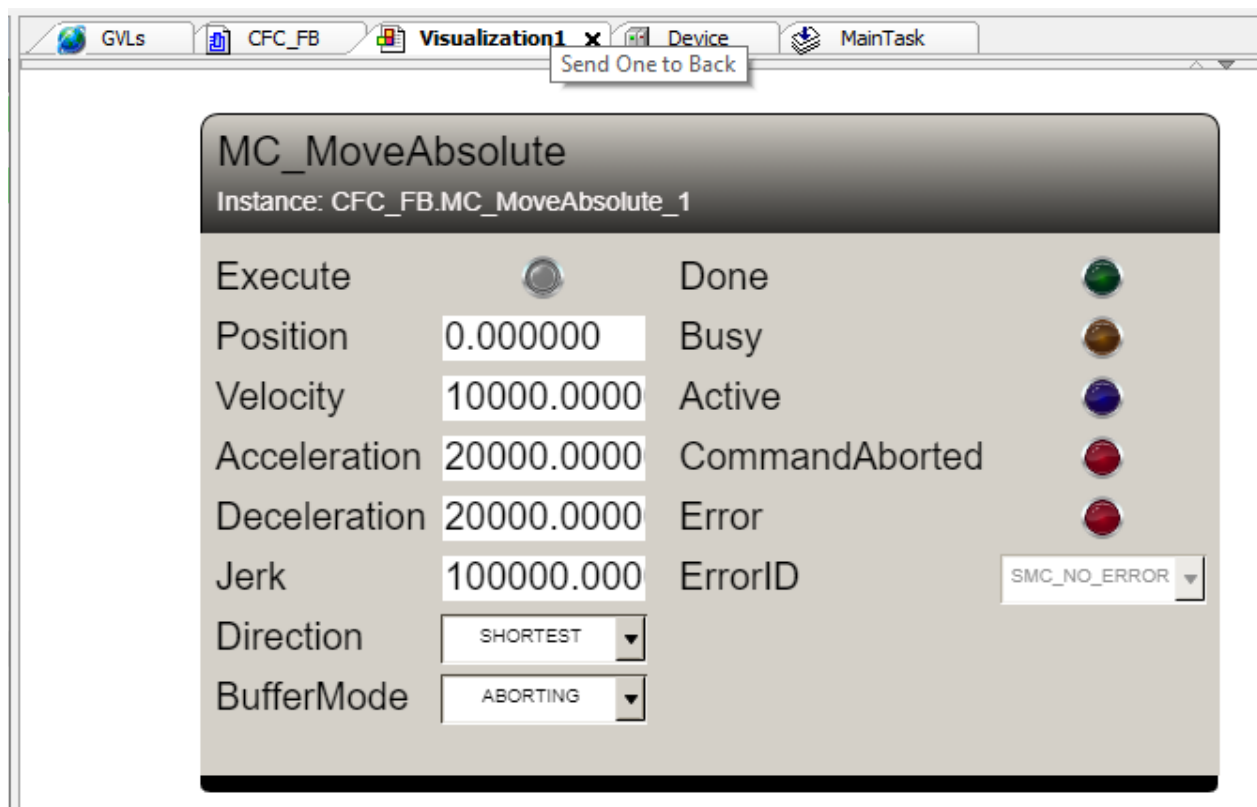 GVLs CFC_FB Visualization1 x Device MainTask
Send One to Back
MC_MoveAbsolute
Instance: CFC_FB.MC_MoveAbsolute_1
Execute Done
Position 0.000000 Busy
Velocity 10000.0000 Active
Acceleration 20000.0000 CommandAborted
Deceleration 20000.0000 Error
Jerk 100000.000 ErrorID SMC_NO_ERROR
Direction SHORTEST
BufferMode ABORTING